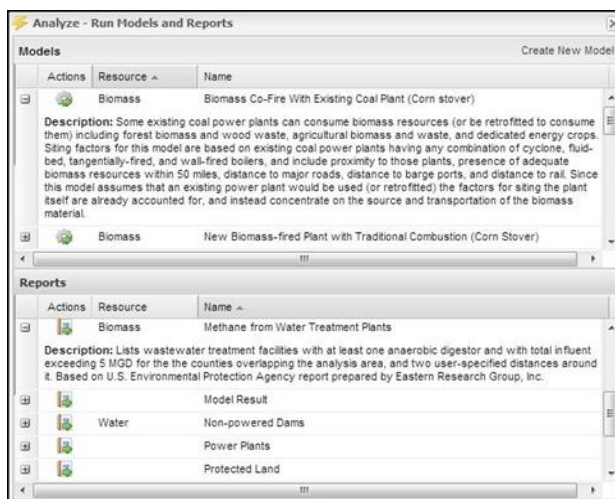 Analyze - Run Models and Reports
Models
Create New Model
Actions Resource Name
Biomass Biomass Co-Fire With Existing Coal Plant (Corn stover)
Description: Some existing coal power plants can consume biomass resources (or be retrofitted to consume
them) including forest biomass and wood waste, agricultural biomass and waste, and dedicated energy crops.
Siting factors for this model are based on existing coal power plants having any combination of cyclone, fluid-
bed, tangentially-fired, and wall-fired boilers, and include proximity to those plants, presence of adequate
biomass resources within 50 miles, distance to major roads, distance to barge ports, and distance to rail. Since
this model assumes that an existing power plant would be used (or retrofitted) the factors for siting the plant
itself are already accounted for, and instead concentrate on the source and transportation of the biomass
material.
Biomass New Biomass-fired Plant with Traditional Combustion (Corn Stover)
Reports
Actions Resource Name
Biomass Methane from Water Treatment Plants
Description: Lists wastewater treatment facilities with at least one anaerobic digestor and with total influent
exceeding 5 MGD for the the counties overlapping the analysis area, and two user-specified distances around
it. Based on U.S. Environmental Protection Agency report prepared by Eastern Research Group, Inc.
Model Result
Water Non-powered Dams
Power Plants
Protected Land